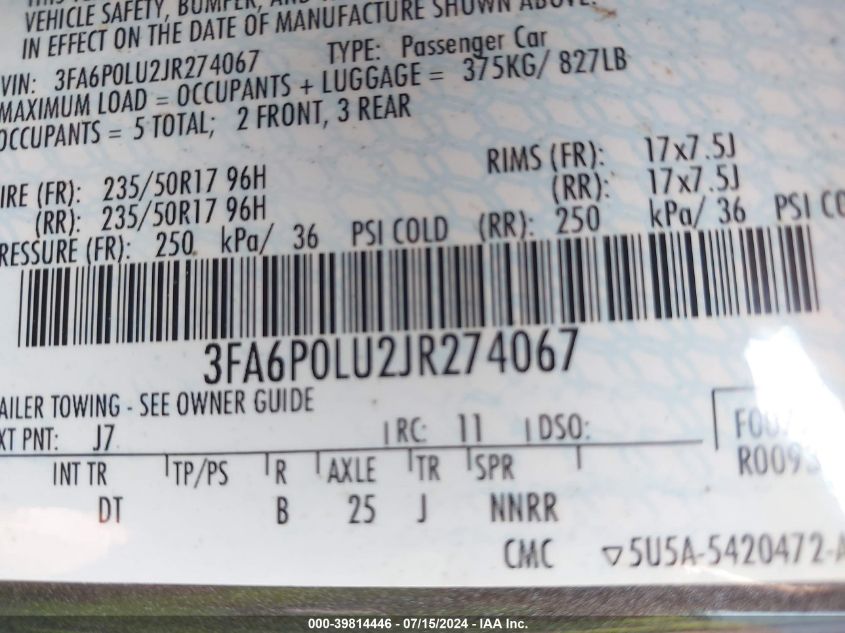 VEHICLE SAFETY, BUMPER, AND
IN EFFECT ON THE DATE OF MANUFACTURE SHOWN ABOVE.
VIN: 3FA6P0LU2JR274067 TYPE: Passenger Car
MAXIMUM LOAD = OCCUPANTS + LUGGAGE = 375KG/ 827LB
OCCUPANTS = 5 TOTAL; 2 FRONT, 3 REAR
IRE (FR): 235/50R17 96H RIMS (FR): 17x7.5J
(RR): 235/50R17 96H (RR): 17x7.5J
RESSURE (FR): 250 kPa/ 36 PSI COLD (RR): 250 kPa/ 36 PSI CO
3FA6P0LU2JR274067
AILER TOWING - SEE OWNER GUIDE
XT PNT: J7 RC: 11 DSO:
INT TR TP/PS R AXLE TR SPR R0093
DT B 25 J NNRR
CMC ▽5U5A-5420472-A
000-39814446 - 07/15/2024 - IAA Inc.